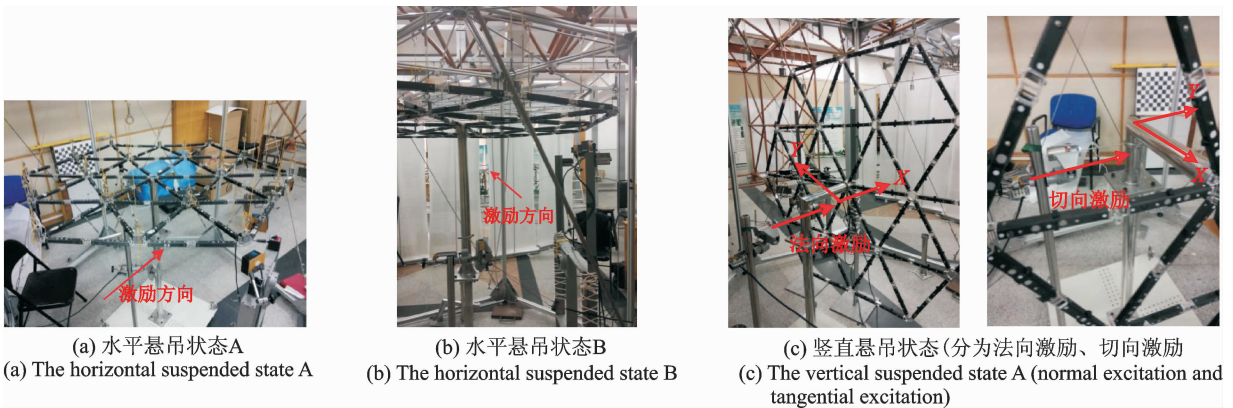 激励方向
激励方向
Y
X
法向激励
Y
X
切向激励
(a) 水平悬吊状态A
(a) The horizontal suspended state A
(b) 水平悬吊状态B
(b) The horizontal suspended state B
(c) 竖直悬吊状态(分为法向激励、切向激励
(c) The vertical suspended state A (normal excitation and
tangential excitation)